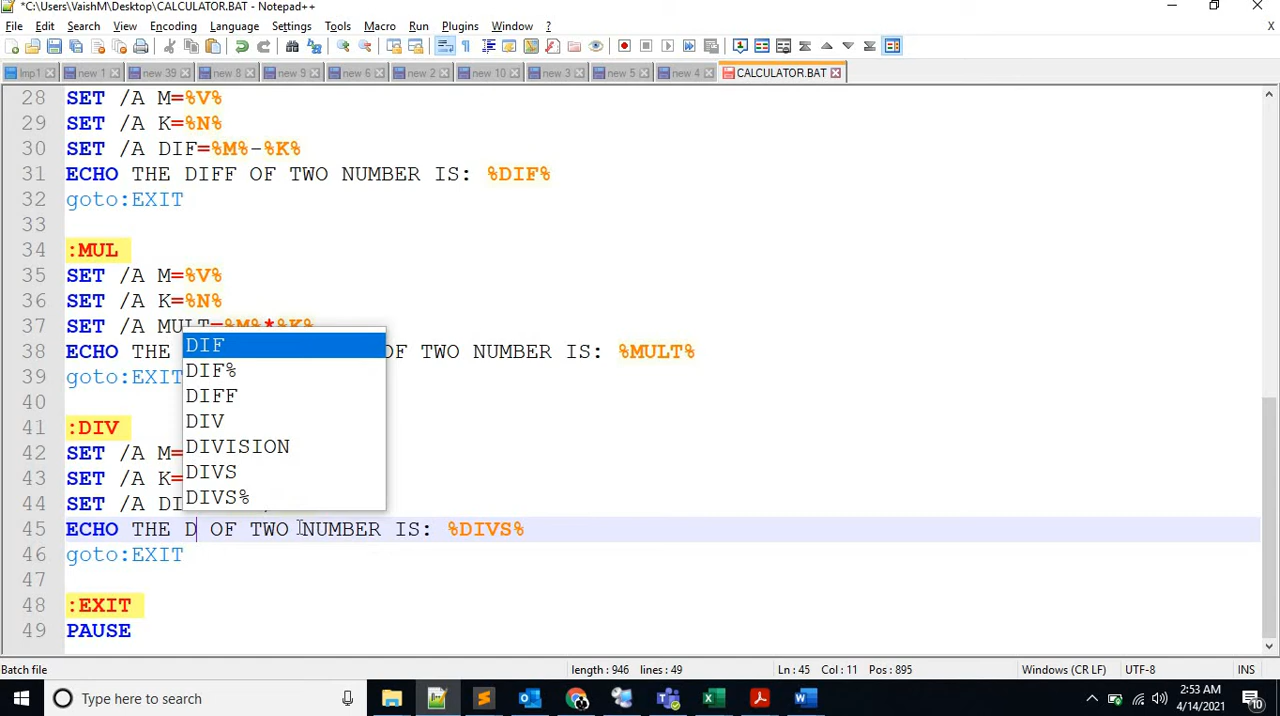 *C:\Users\VaishM\Desktop\CALCULATOR.BAT - Notepad++
File Edit Search View Encoding Language Settings Tools Macro Run Plugins Window ?
X
Imp1 new 1 new 39 new 8 new 9 new 6 new 2 new 10 new 3 new 5 new 4 CALCULATOR.BAT
28 SET /A M=%V%
29 SET /A K=%N%
30 SET /A DIF=%M%-%K%
31 ECHO THE DIFF OF TWO NUMBER IS: %DIF%
32 goto:EXIT
33
34 :MUL
35 SET /A M=%V%
36 SET /A K=%N%
37 SET /A MULT=%M%*%K%
38 ECHO THE OF TWO NUMBER IS: %MULT%
39 goto:EXIT
40
41 :DIV
42 SET /A M=
43 SET /A K=
44 SET /A DI
DIF
DIF%
DIFF
DIV
DIVISION
DIVS
DIVS%
45 ECHO THE D OF TWO NUMBER IS: %DIVS%
46 goto:EXIT
47
48 :EXIT
49 PAUSE
Batch file length : 946 lines : 49 Ln : 45 Col : 11 Pos : 895 Windows (CR LF) UTF-8 INS
Type here to search
2:53 AM
4/14/2021
10